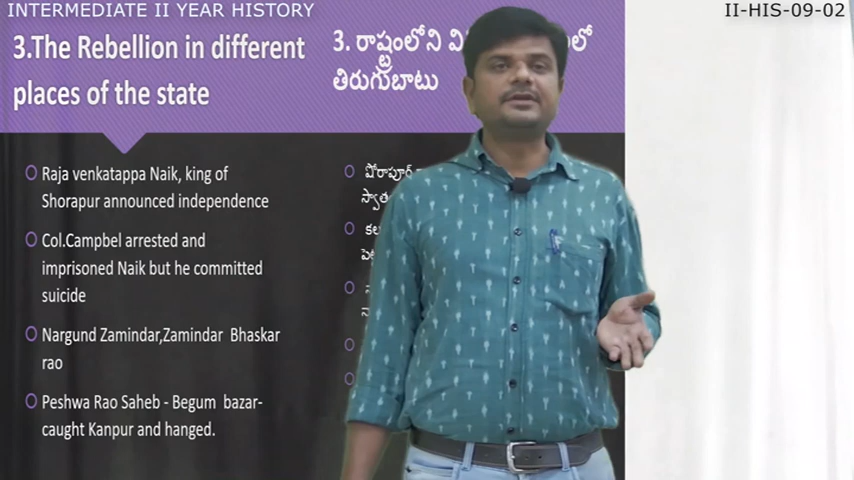 INTERMEDIATE II YEAR HISTORY
II-HIS-09-02
3.The Rebellion in different
places of the state
3. రాష్ట్రంలోని
తిరుగుబాటు
Raja venkatappa Naik, king of
Shorapur announced independence
Col.Campbel arrested and
imprisoned Naik but he committed
suicide
Nargund Zamindar,Zamindar Bhaskar
rao
Peshwa Rao Saheb - Begum bazar-
caught Kanpur and hanged.
షోరాపూర్